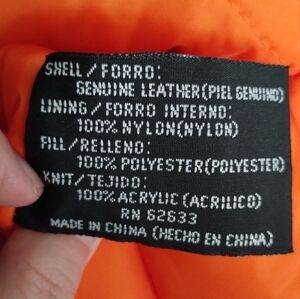 SHELL/FORRO:
GENUINE LEATHER(PIEL GENUINO)
LINING/FORRO INTERNO:
100% NYLON(NYLON)
FILL/RELLENO:
100% POLYESTER(POLYESTER)
KNIT/TEJIDO:
100% ACRYLIC(ACRILICO)
RN 62633
MADE IN CHINA (HECHO EN CHINA)